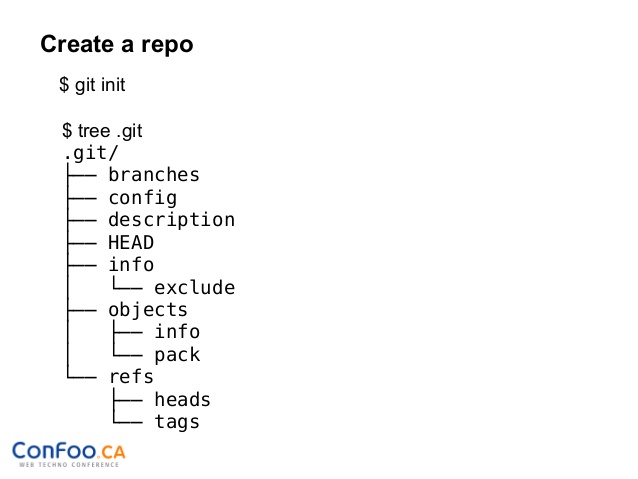 Create a repo
$ git init
$ tree .git
.git/
├── branches
├── config
├── description
├── HEAD
├── info
│   └── exclude
├── objects
│   ├── info
│   └── pack
└── refs
    ├── heads
    └── tags
ConFoo.CA
WEB TECHNO CONFERENCE